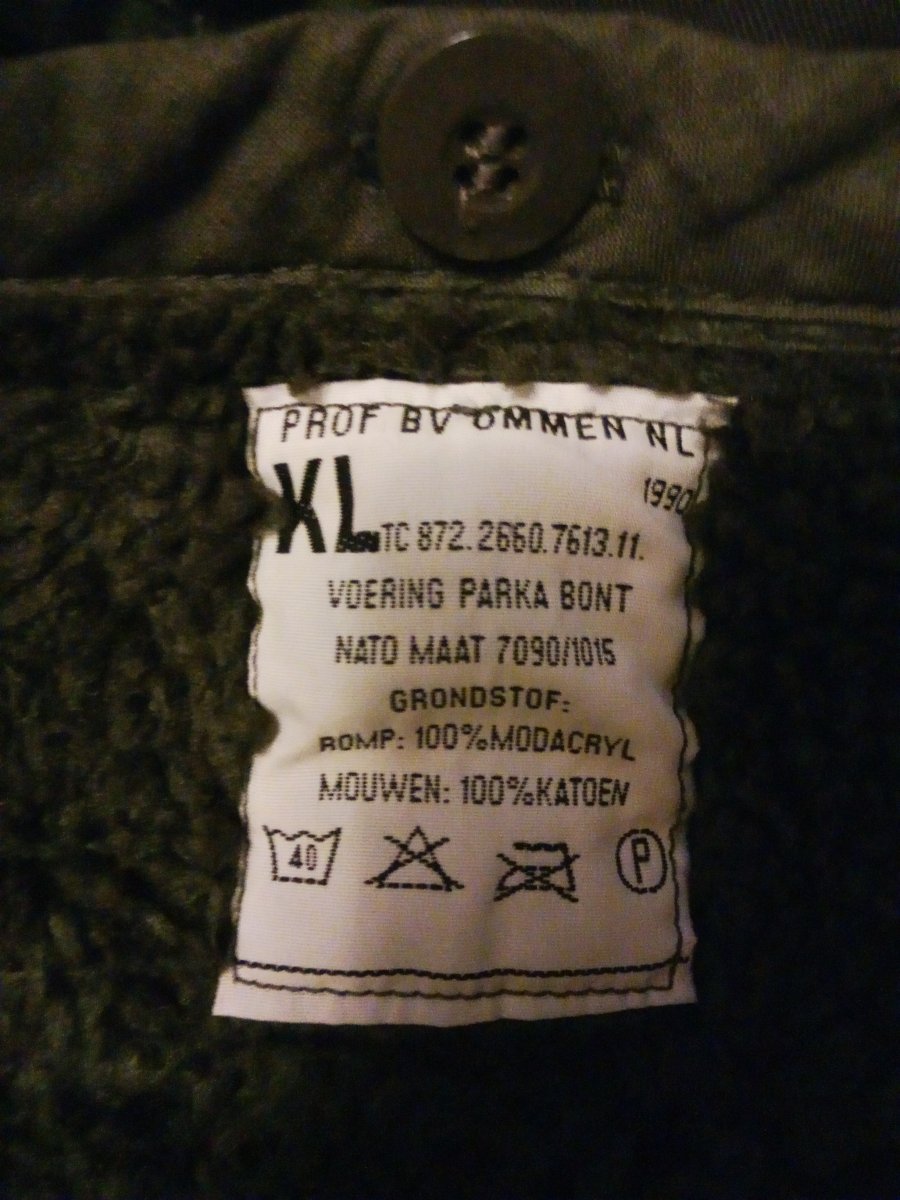 PROF BV OMMEN NL
XL 1990
TC 872.2660.7613.11.
VOERING PARKA BONT
NATO MAAT 7090/1015
GRONDSTOF:
ROMP: 100%MODACRYL
MOUWEN: 100%KATOEN
40 P